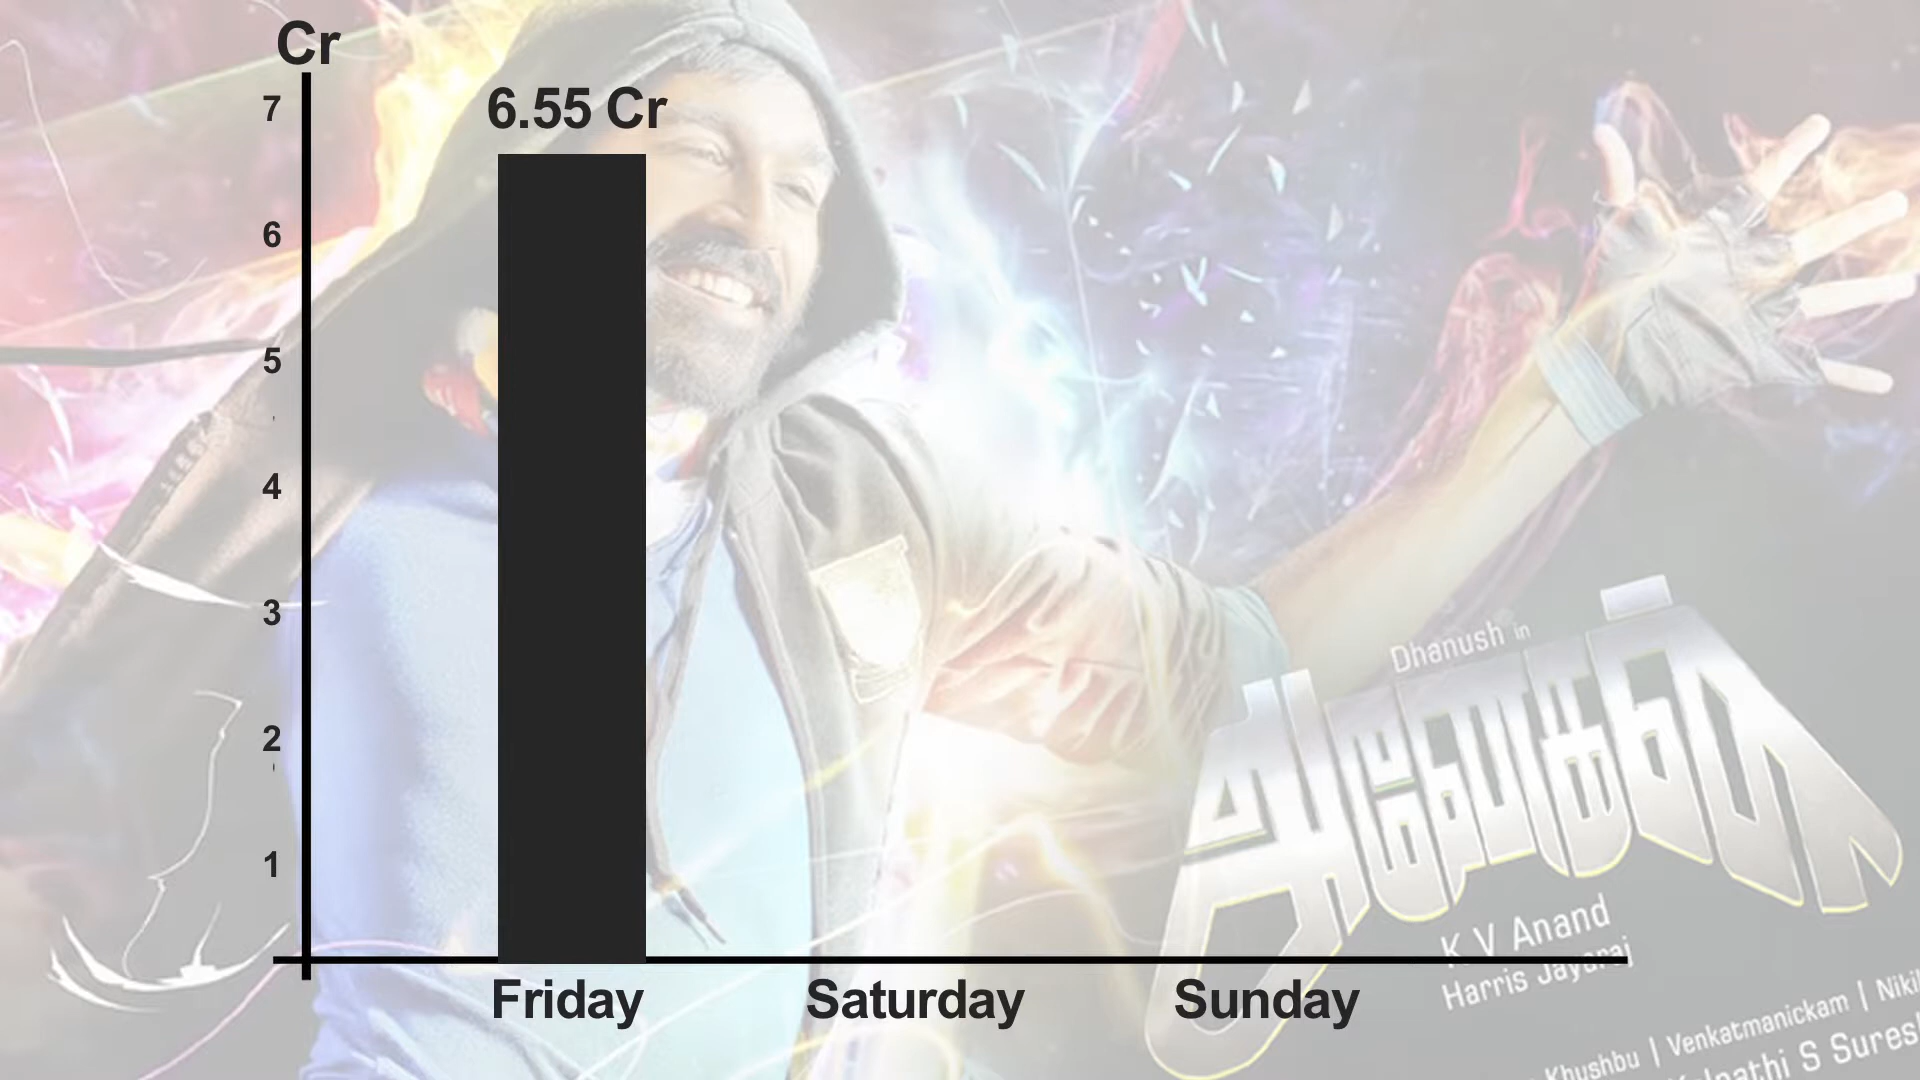 Cr
7
6.55 Cr
6
5
4
3
2
1
Friday Saturday Sunday
Dhanush in
அனேகன்
K V Anand
Harris Jayaraj
Khushbu | Venkatmanickam |
S